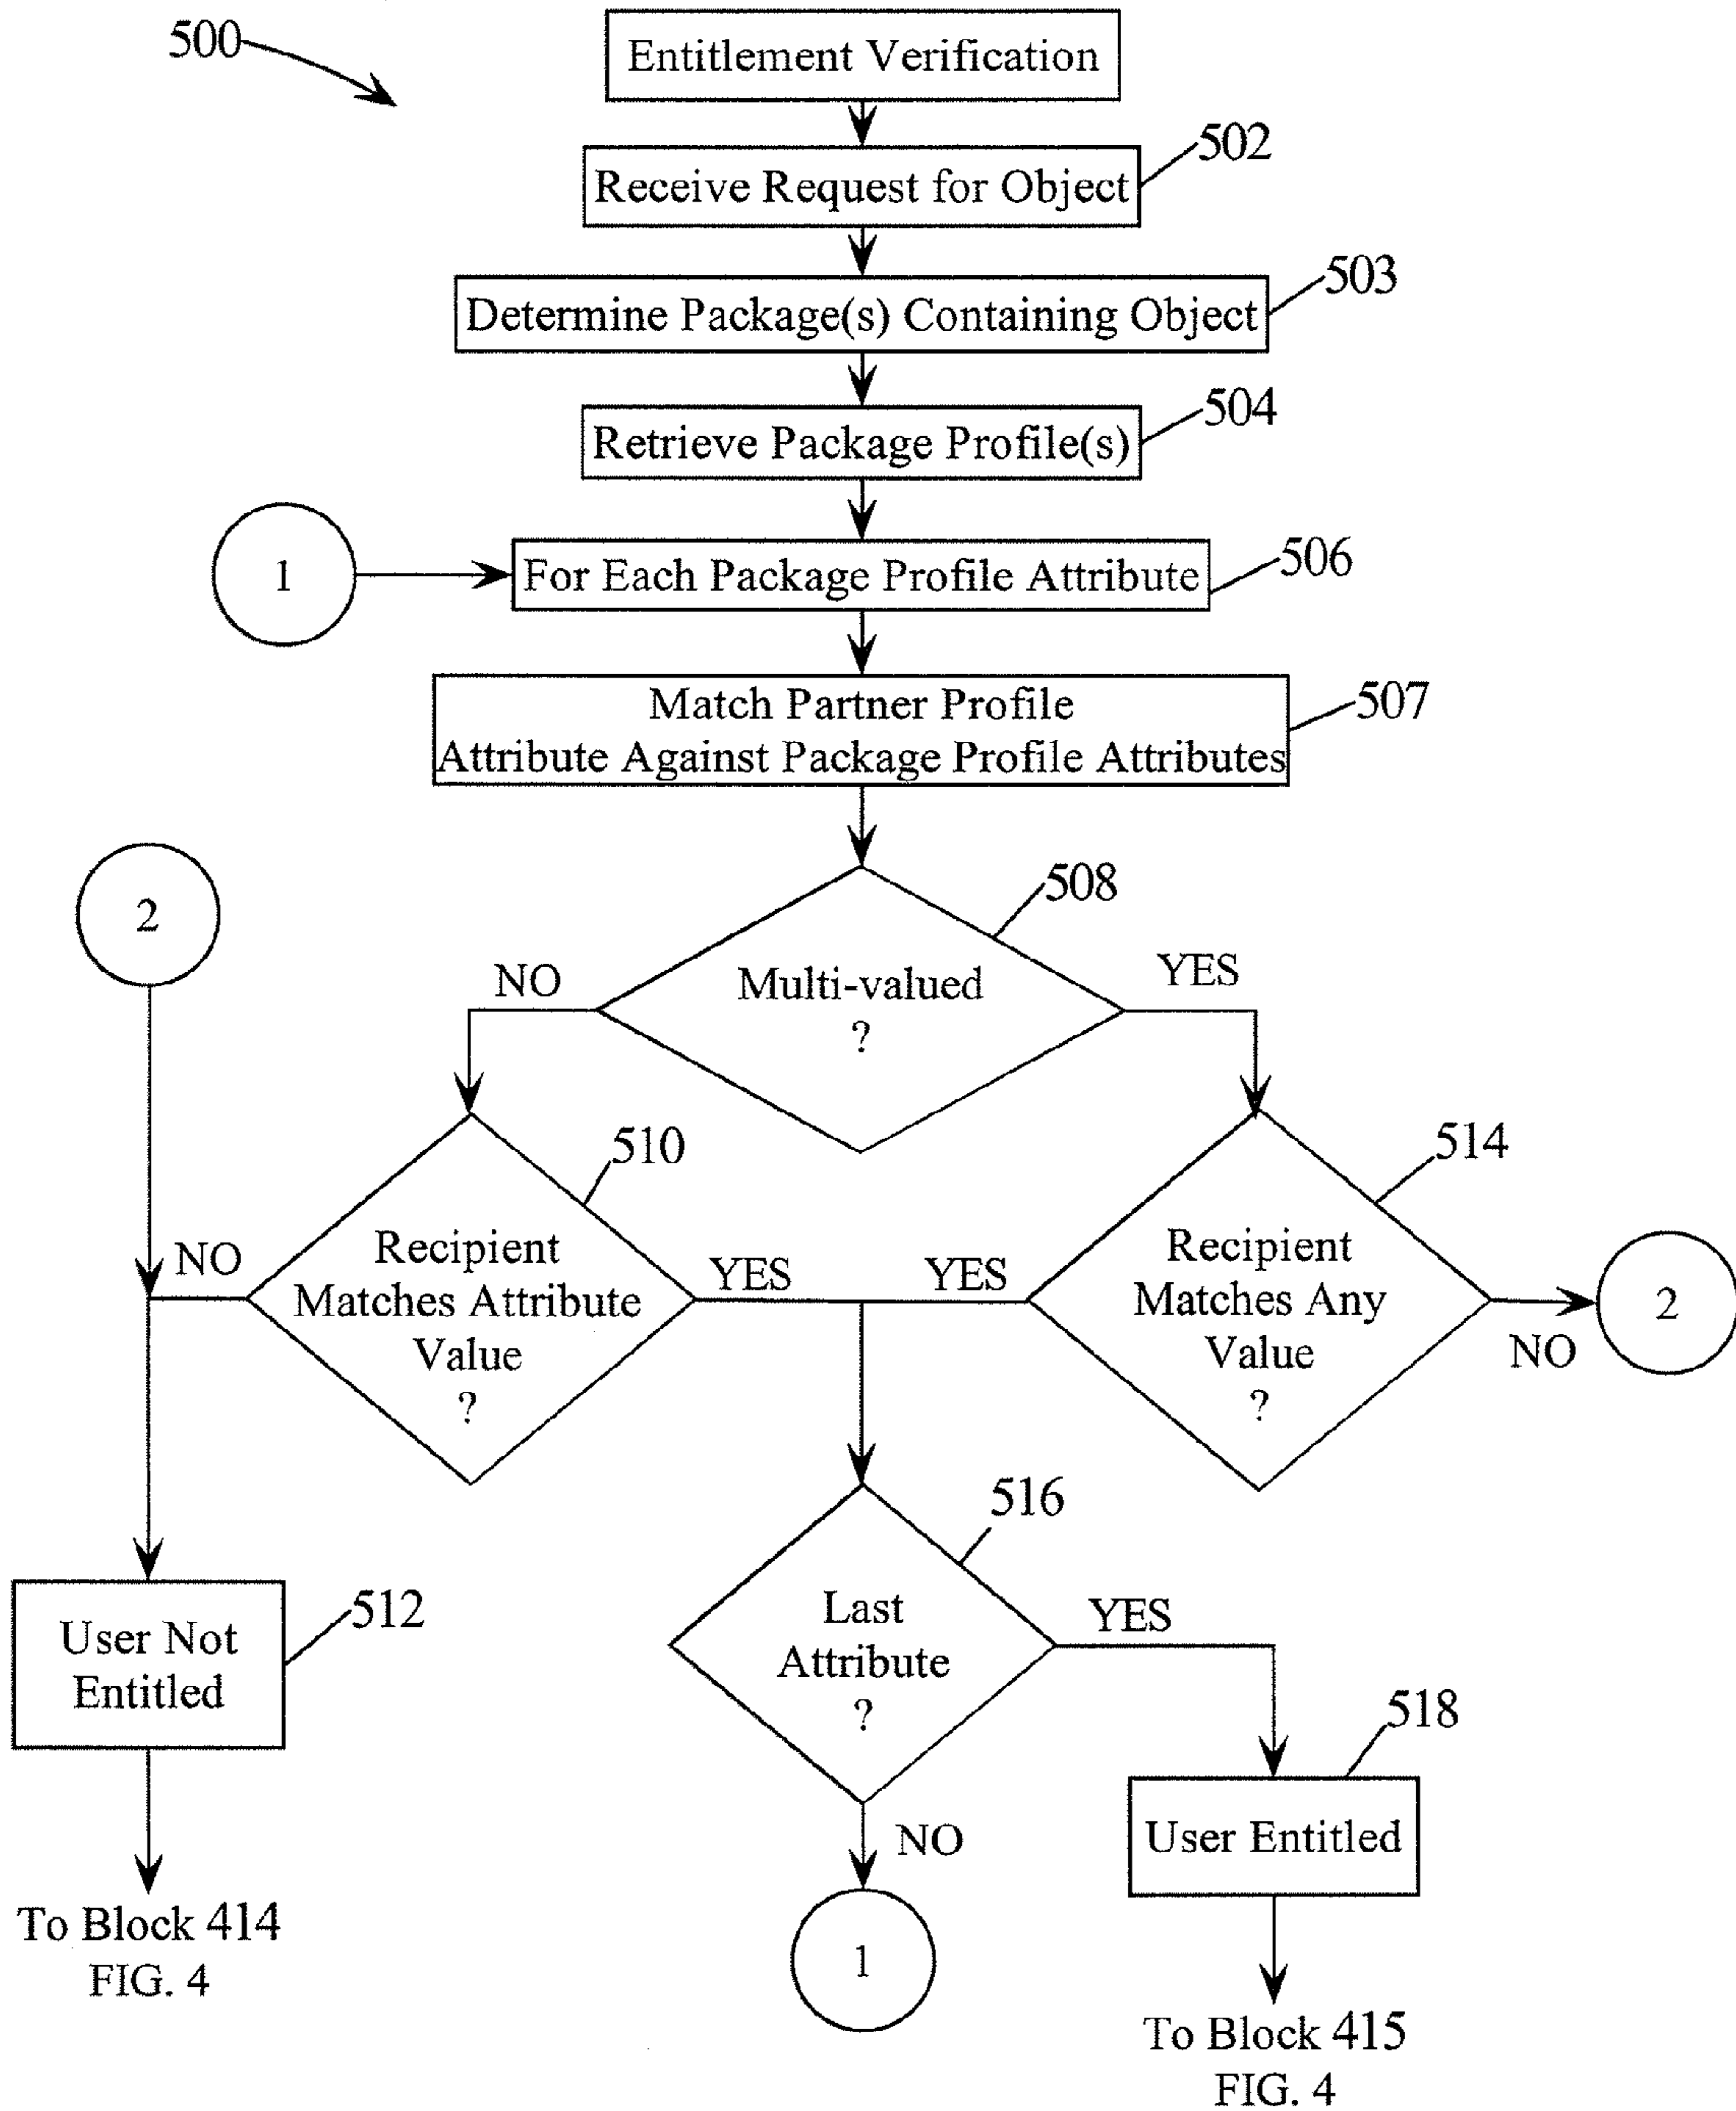 500
Entitlement Verification
502
Receive Request for Object
503
Determine Package(s) Containing Object
504
Retrieve Package Profile(s)
1
For Each Package Profile Attribute
506
Match Partner Profile
Attribute Against Package Profile Attributes
507
2
508
NO
Multi-valued
?
YES
510
514
NO
Recipient
Matches Attribute
Value
?
YES
YES
Recipient
Matches Any
Value
?
NO
2
516
Last
Attribute
?
YES
User Not
Entitled
512
518
User Entitled
NO
1
To Block 414
FIG. 4
To Block 415
FIG. 4